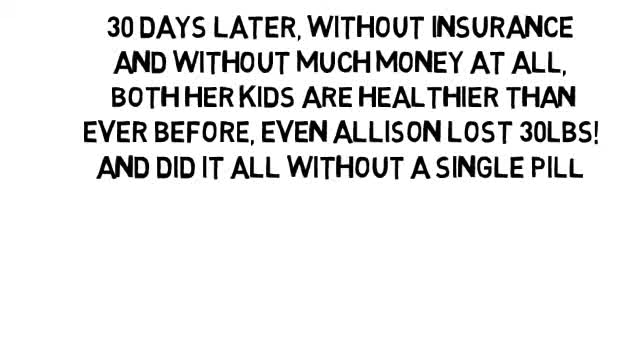 30 DAYS LATER, WITHOUT INSURANCE
AND WITHOUT MUCH MONEY AT ALL,
BOTH HER KIDS ARE HEALTHIER THAN
EVER BEFORE, EVEN ALLISON LOST 30LBS!
AND DID IT ALL WITHOUT A SINGLE PILL